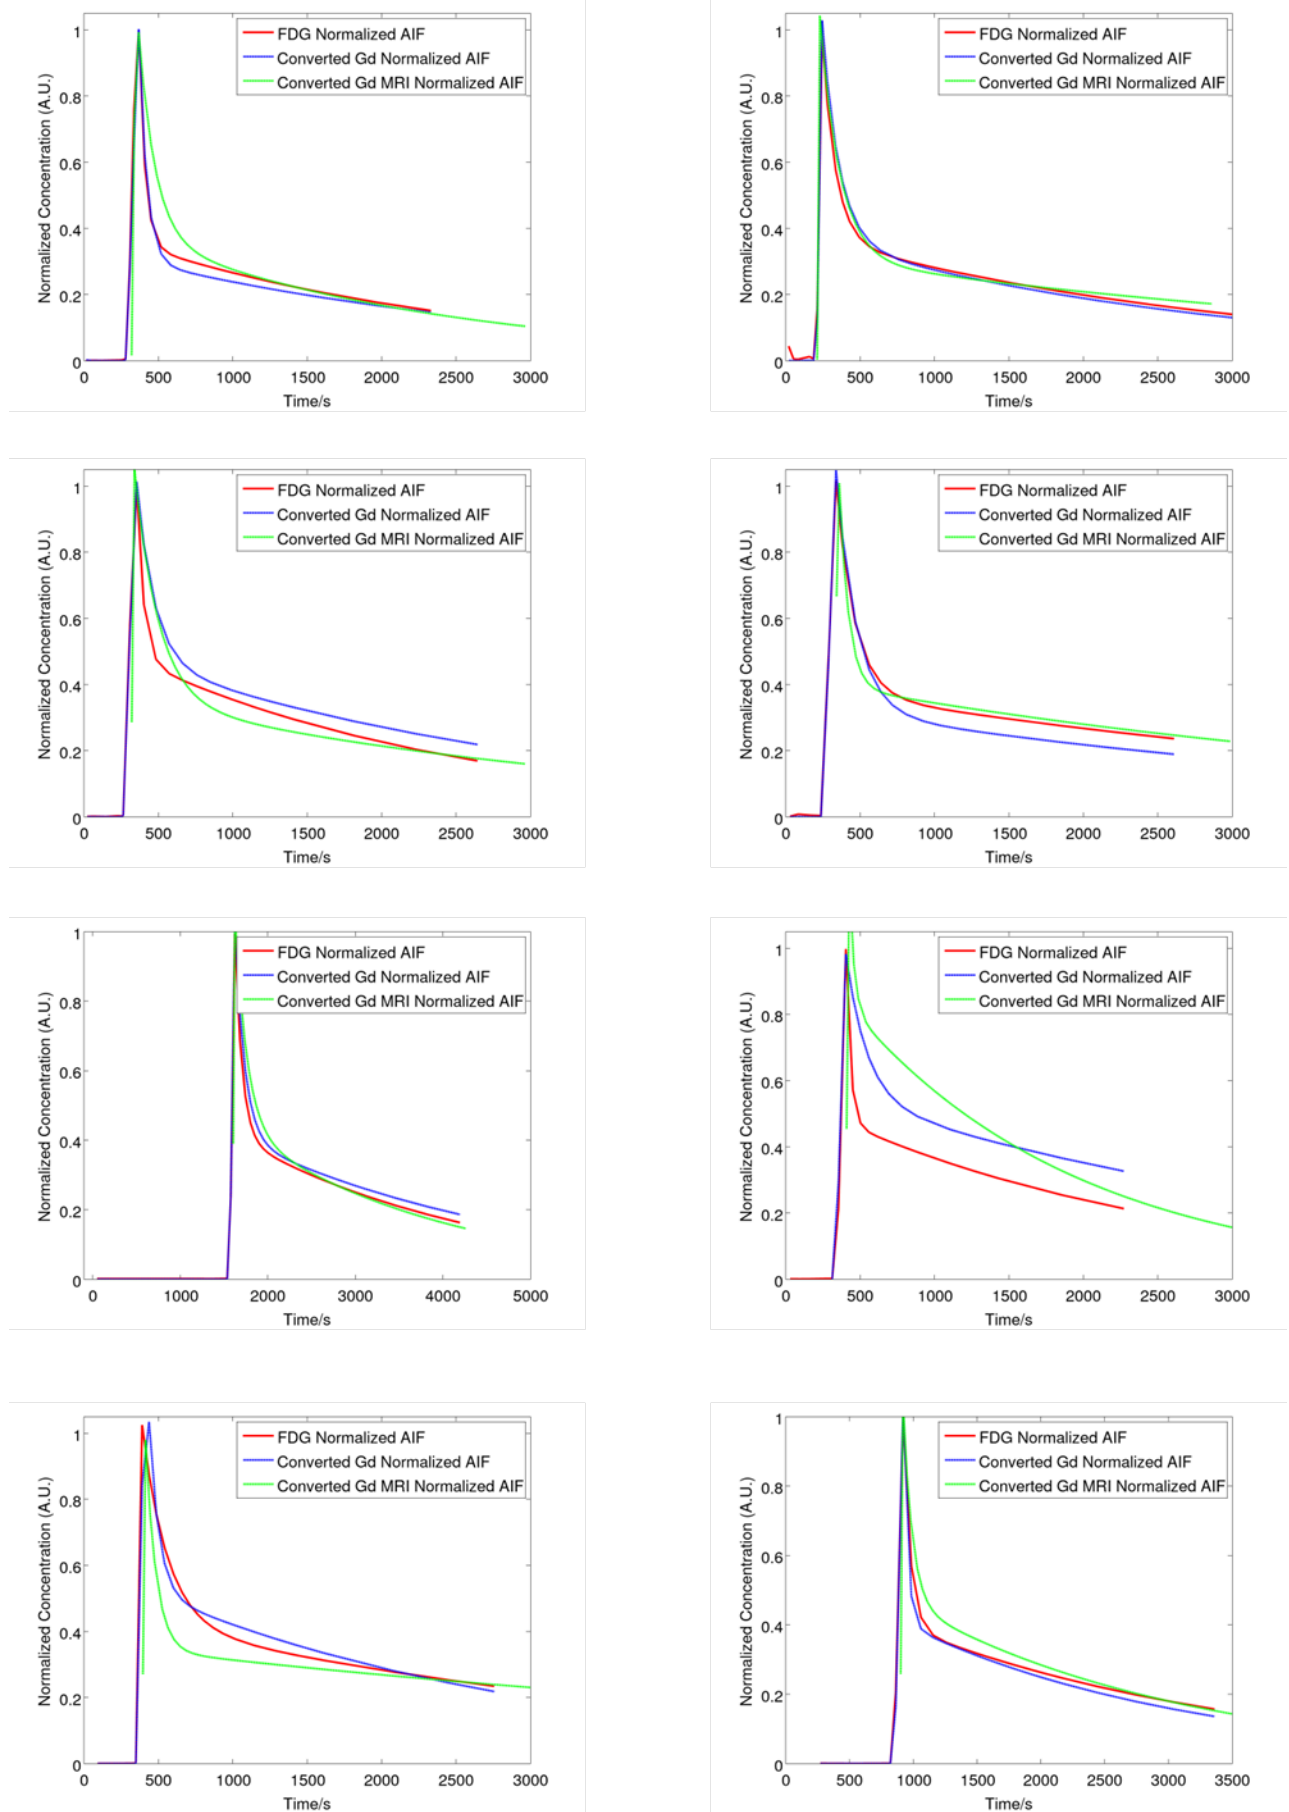 FDG Normalized AIF
Converted Gd Normalized AIF
Converted Gd MRI Normalized AIF
Normalized Concentration (A.U.)
1
0.8
0.6
0.4
0.2
0
0 500 1000 1500 2000 2500 3000
Time/s
FDG Normalized AIF
Converted Gd Normalized AIF
Converted Gd MRI Normalized AIF
Normalized Concentration (A.U.)
1
0.8
0.6
0.4
0.2
0
0 500 1000 1500 2000 2500 3000
Time/s
FDG Normalized AIF
Converted Gd Normalized AIF
Converted Gd MRI Normalized AIF
Normalized Concentration (A.U.)
1
0.8
0.6
0.4
0.2
0
0 500 1000 1500 2000 2500 3000
Time/s
FDG Normalized AIF
Converted Gd Normalized AIF
Converted Gd MRI Normalized AIF
Normalized Concentration (A.U.)
1
0.8
0.6
0.4
0.2
0
0 500 1000 1500 2000 2500 3000
Time/s
FDG Normalized AIF
Converted Gd Normalized AIF
Converted Gd MRI Normalized AIF
Normalized Concentration (A.U.)
1
0.8
0.6
0.4
0.2
0
0 1000 2000 3000 4000 5000
Time/s
FDG Normalized AIF
Converted Gd Normalized AIF
Converted Gd MRI Normalized AIF
Normalized Concentration (A.U.)
1
0.8
0.6
0.4
0.2
0
0 500 1000 1500 2000 2500 3000
Time/s
FDG Normalized AIF
Converted Gd Normalized AIF
Converted Gd MRI Normalized AIF
Normalized Concentration (A.U.)
1
0.8
0.6
0.4
0.2
0
0 500 1000 1500 2000 2500 3000
Time/s
FDG Normalized AIF
Converted Gd Normalized AIF
Converted Gd MRI Normalized AIF
Normalized Concentration (A.U.)
1
0.8
0.6
0.4
0.2
0
0 500 1000 1500 2000 2500 3000 3500
Time/s